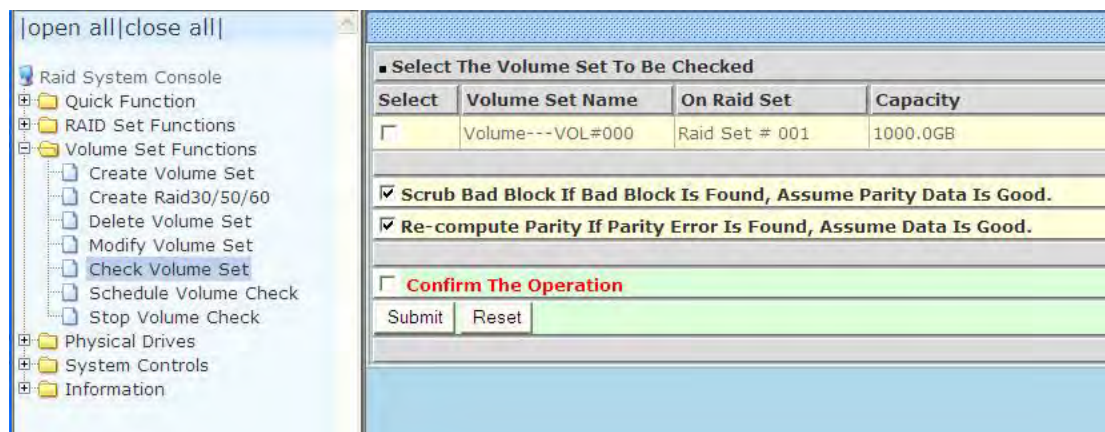 |open all|close all|
Raid System Console
Quick Function
RAID Set Functions
Volume Set Functions
Create Volume Set
Create Raid30/50/60
Delete Volume Set
Modify Volume Set
Check Volume Set
Schedule Volume Check
Stop Volume Check
Physical Drives
System Controls
Information
Select The Volume Set To Be Checked
Select Volume Set Name On Raid Set Capacity
Volume---VOL#000 Raid Set # 001 1000.0GB
Scrub Bad Block If Bad Block Is Found, Assume Parity Data Is Good.
Re-compute Parity If Parity Error Is Found, Assume Data Is Good.
Confirm The Operation
Submit Reset